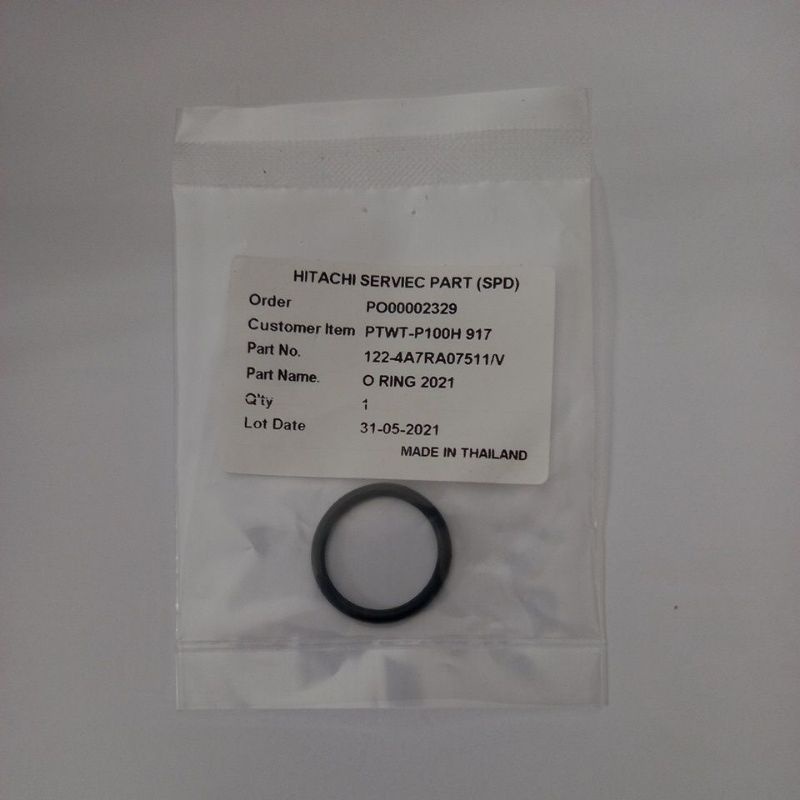 HITACHI SERVIEC PART (SPD)
Order PO00002329
Customer Item PTWT-P100H 917
Part No. 122-4A7RA07511/V
Part Name. O RING 2021
Q'ty 1
Lot Date 31-05-2021
MADE IN THAILAND